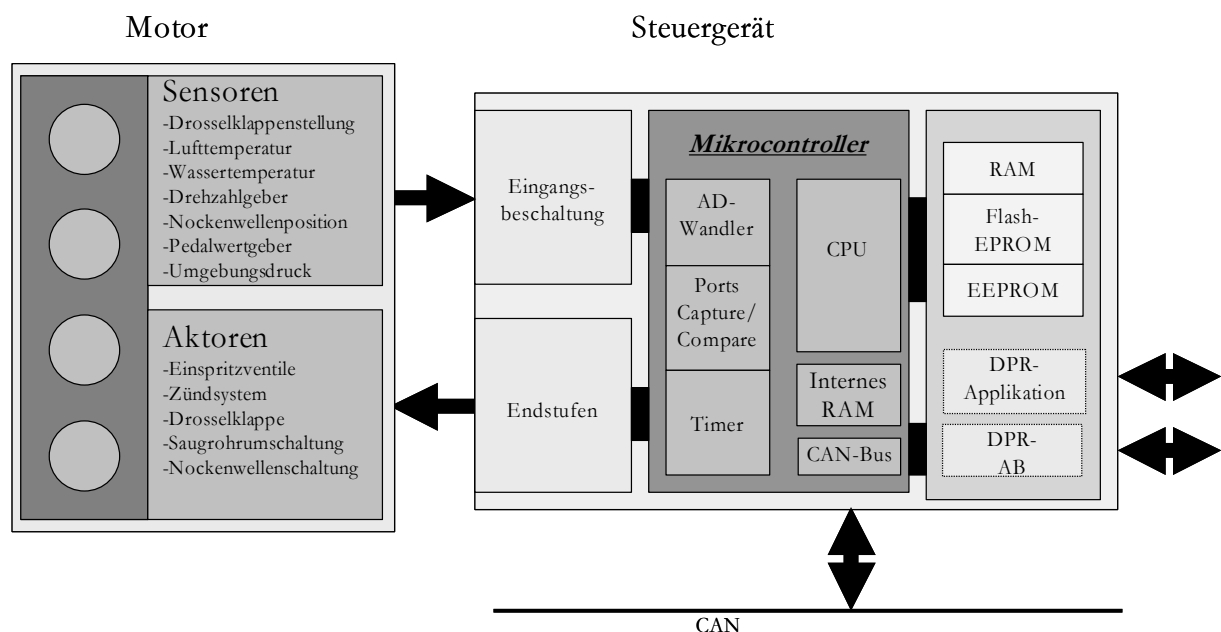 Motor
Steuergerät
Sensoren
-Drosselklappenstellung
-Lufttemperatur
-Wassertemperatur
-Drehzahlgeber
-Nockenwellenposition
-Pedalwertgeber
-Umgebungsdruck
Aktoren
-Einspritzventile
-Zündsystem
-Drosselklappe
-Saugrohrumschaltung
-Nockenwellenschaltung
Eingangs-
beschaltung
Endstufen
Mikrocontroller
AD-
Wandler
Ports
Capture/
Compare
Timer
CPU
Internes
RAM
CAN-Bus
RAM
Flash-
EPROM
EEPROM
DPR-
Applikation
DPR-
AB
CAN